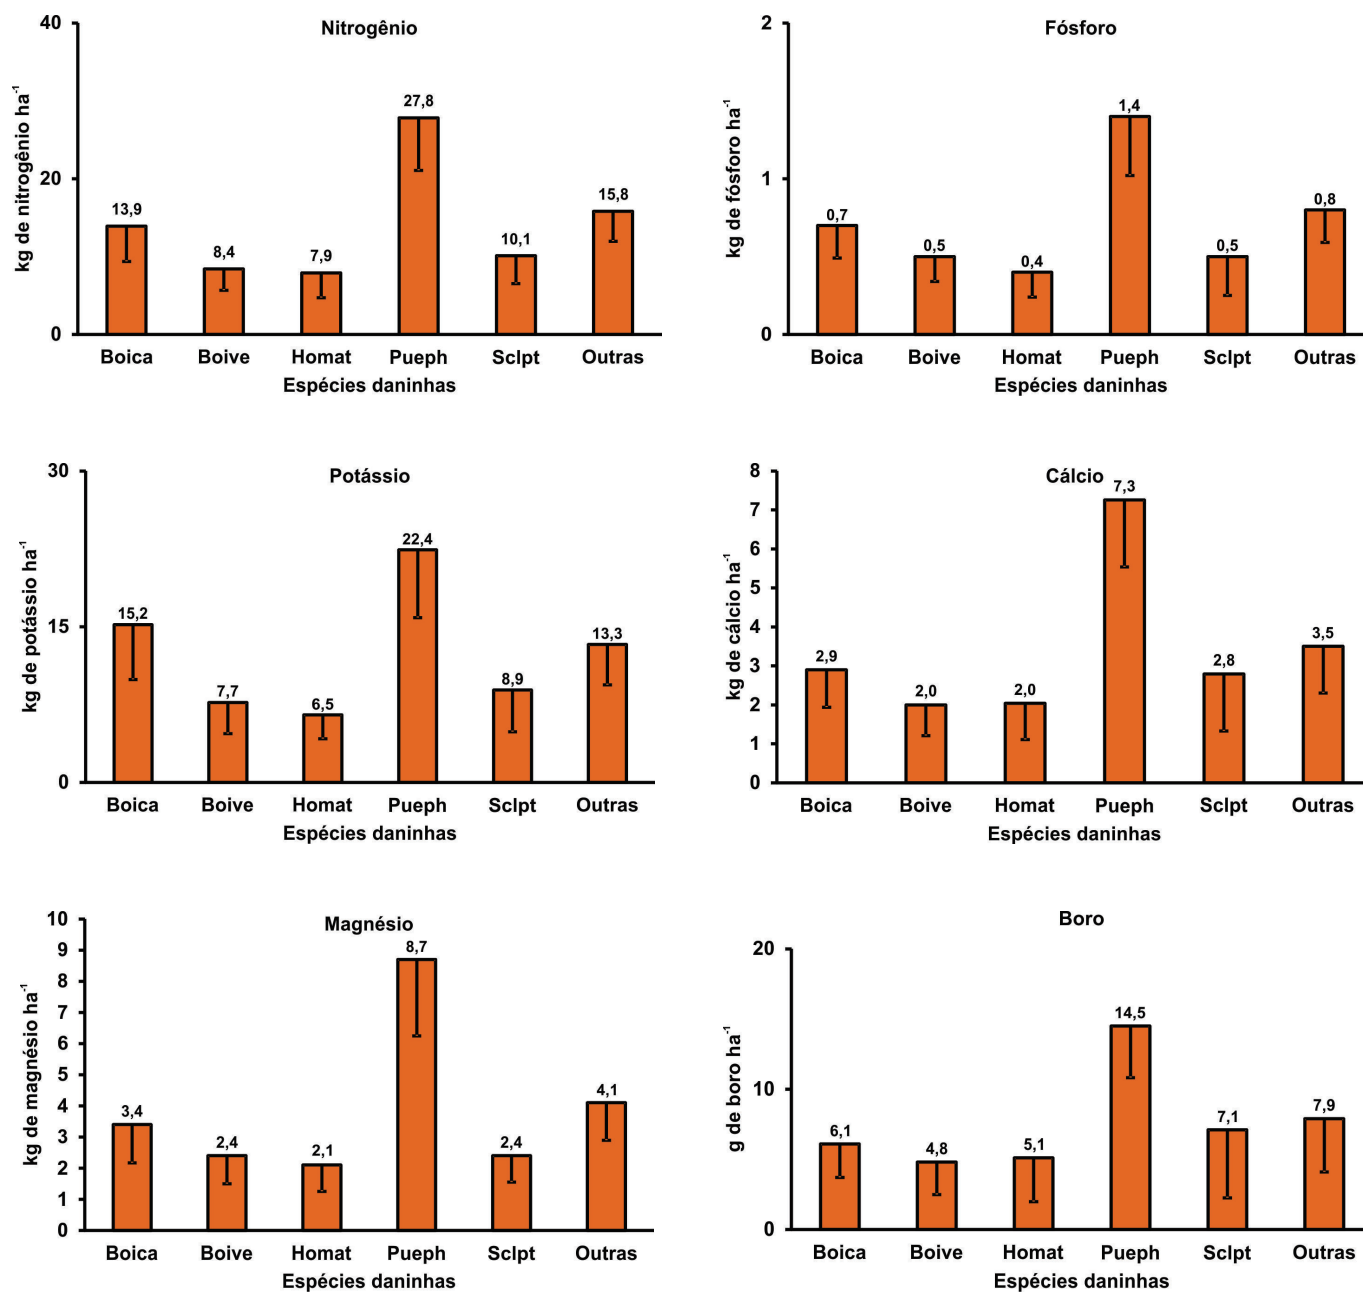 Nitrogênio
kg de nitrogênio ha⁻¹
40
20
0
13,9
8,4
7,9
27,8
10,1
15,8
Boica Boive Homat Pueph Sclpt Outras
Espécies daninhas
Fósforo
kg de fósforo ha⁻¹
2
1
0
0,7
0,5
0,4
1,4
0,5
0,8
Boica Boive Homat Pueph Sclpt Outras
Espécies daninhas
Potássio
kg de potássio ha⁻¹
30
15
0
15,2
7,7
6,5
22,4
8,9
13,3
Boica Boive Homat Pueph Sclpt Outras
Espécies daninhas
Cálcio
kg de cálcio ha⁻¹
8
7
6
5
4
3
2
1
0
2,9
2,0
2,0
7,3
2,8
3,5
Boica Boive Homat Pueph Sclpt Outras
Espécies daninhas
Magnésio
kg de magnésio ha⁻¹
10
9
8
7
6
5
4
3
2
1
0
3,4
2,4
2,1
8,7
2,4
4,1
Boica Boive Homat Pueph Sclpt Outras
Espécies daninhas
Boro
g de boro ha⁻¹
20
10
0
6,1
4,8
5,1
14,5
7,1
7,9
Boica Boive Homat Pueph Sclpt Outras
Espécies daninhas